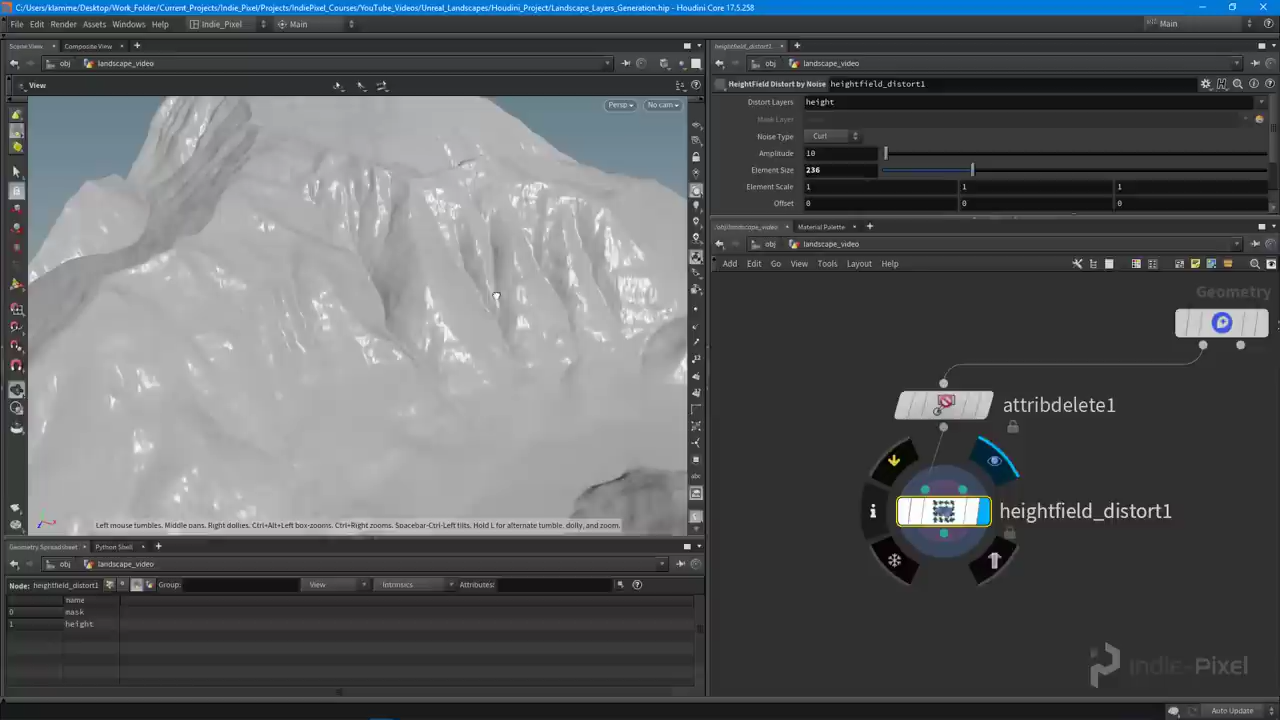 C:/Users/klamme/Desktop/Work_Folder/Current_Projects/Indie_Pixel/Projects/IndiePixel_Courses/YouTube_Videos/Unreal_Landscapes/Houdini_Project/Landscape_Layers_Generation.hip - Houdini Core 17.5.258
File Edit Render Assets Windows Help Indie_Pixel Main Main
Scene View Composite View
obj landscape_video
View
Persp No cam
Left mouse tumbles. Middle pans. Right dollies. Ctrl+Alt+Left box-zooms. Ctrl+Right zooms. Spacebar-Ctrl-Left tilts. Hold L for alternate tumble, dolly, and zoom.
abc
Geometry Spreadsheet Python Shell
obj landscape_video
Node: heightfield_distort1 Group: View Intrinsics Attributes:
name
0 mask
1 height
heightfield_distort1
obj landscape_video
HeightField Distort by Noise heightfield_distort1
Distort Layers height
Mask Layer
Noise Type Curl
Amplitude 10
Element Size 236
Element Scale 1 1 1
Offset 0 0 0
/obj/landscape_video Material Palette
obj landscape_video
Add Edit Go View Tools Layout Help
Geometry
attribdelete1
heightfield_distort1
Indie-Pixel
Auto Update